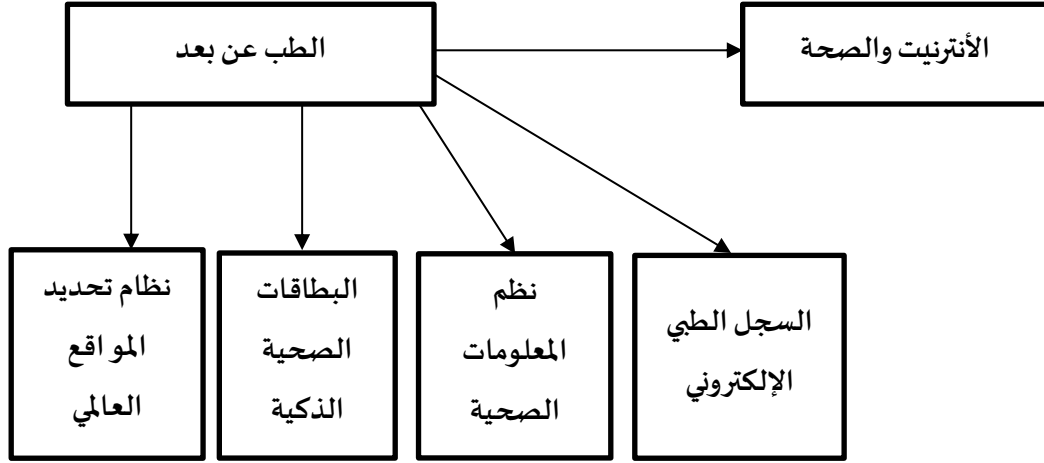 الأنترنيت والصحة
الطب عن بعد
السجل الطبي
الإلكتروني
نظم
المعلومات
الصحية
البطاقات
الصحية
الذكية
نظام تحديد
المواقع
العالمي